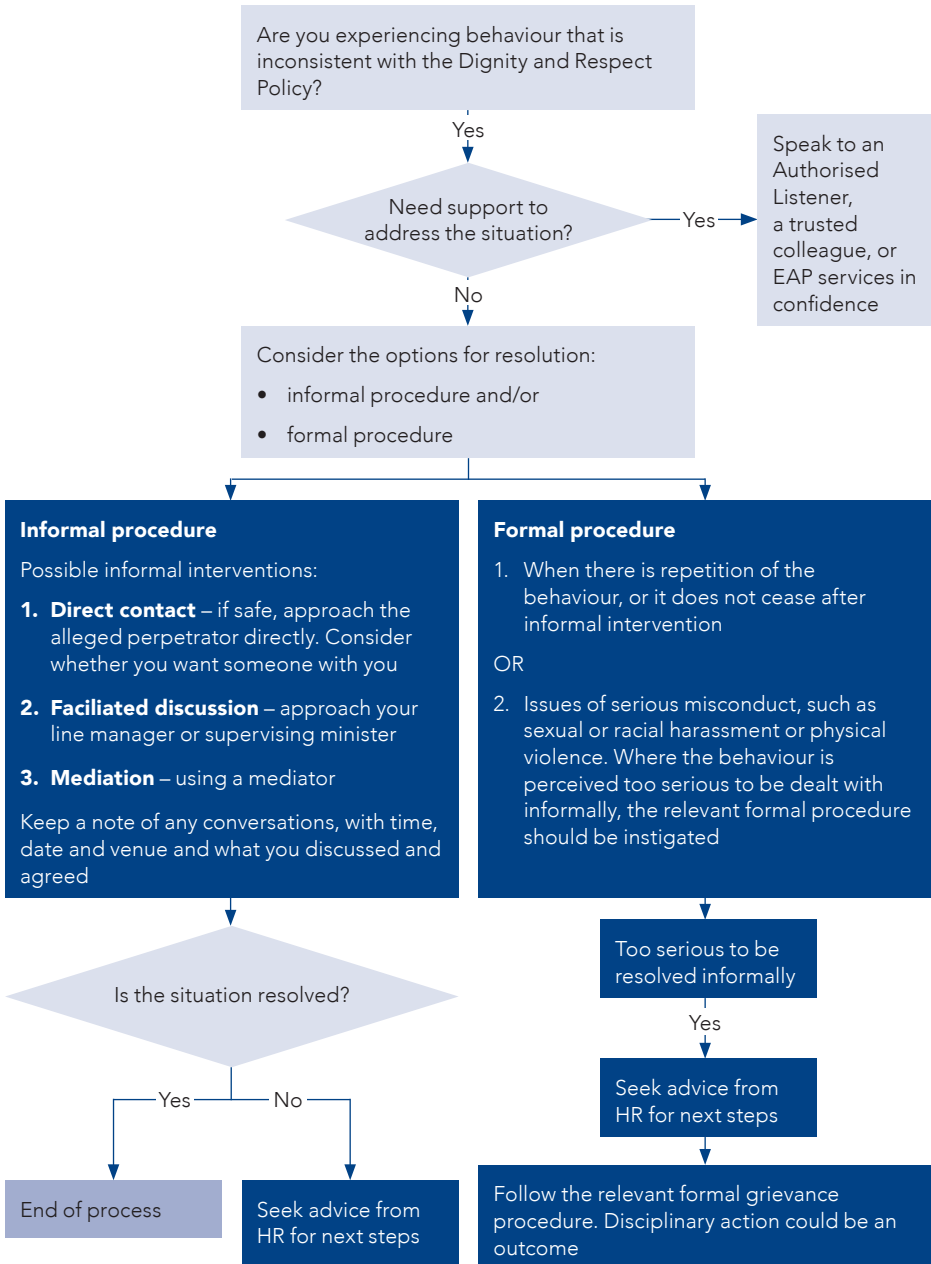 Are you experiencing behaviour that is
inconsistent with the Dignity and Respect
Policy?
Yes
Need support to
address the situation?
Yes
Speak to an
Authorised
Listener,
a trusted
colleague, or
EAP services in
confidence
No
Consider the options for resolution:
• informal procedure and/or
• formal procedure
Informal procedure
Possible informal interventions:
1. Direct contact – if safe, approach the
alleged perpetrator directly. Consider
whether you want someone with you
2. Faciliated discussion – approach your
line manager or supervising minister
3. Mediation – using a mediator
Keep a note of any conversations, with time,
date and venue and what you discussed and
agreed
Formal procedure
1. When there is repetition of the
behaviour, or it does not cease after
informal intervention
OR
2. Issues of serious misconduct, such as
sexual or racial harassment or physical
violence. Where the behaviour is
perceived too serious to be dealt with
informally, the relevant formal procedure
should be instigated
Is the situation resolved?
Yes
No
End of process
Seek advice from
HR for next steps
Too serious to be
resolved informally
Yes
Seek advice from
HR for next steps
Follow the relevant formal grievance
procedure. Disciplinary action could be an
outcome